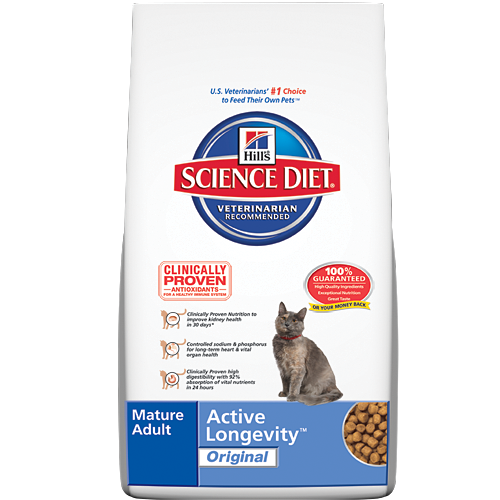 U.S. Veterinarians' #1 Choice
to Feed Their Own Pets™
Hill's®
SCIENCE DIET®
VETERINARIAN
RECOMMENDED
CLINICALLY
PROVEN
ANTIOXIDANTS
FOR A HEALTHY IMMUNE SYSTEM
100%
GUARANTEED
High Quality Ingredients
Exceptional Nutrition
Great Taste
OR YOUR MONEY BACK
Clinically Proven Nutrition to
improve kidney health
in 30 days*
Controlled sodium & phosphorus
for long-term heart & vital
organ health
Clinically Proven high
digestibility with 92%
absorption of vital nutrients
in 24 hours
Mature
Adult
Active
Longevity™
Original